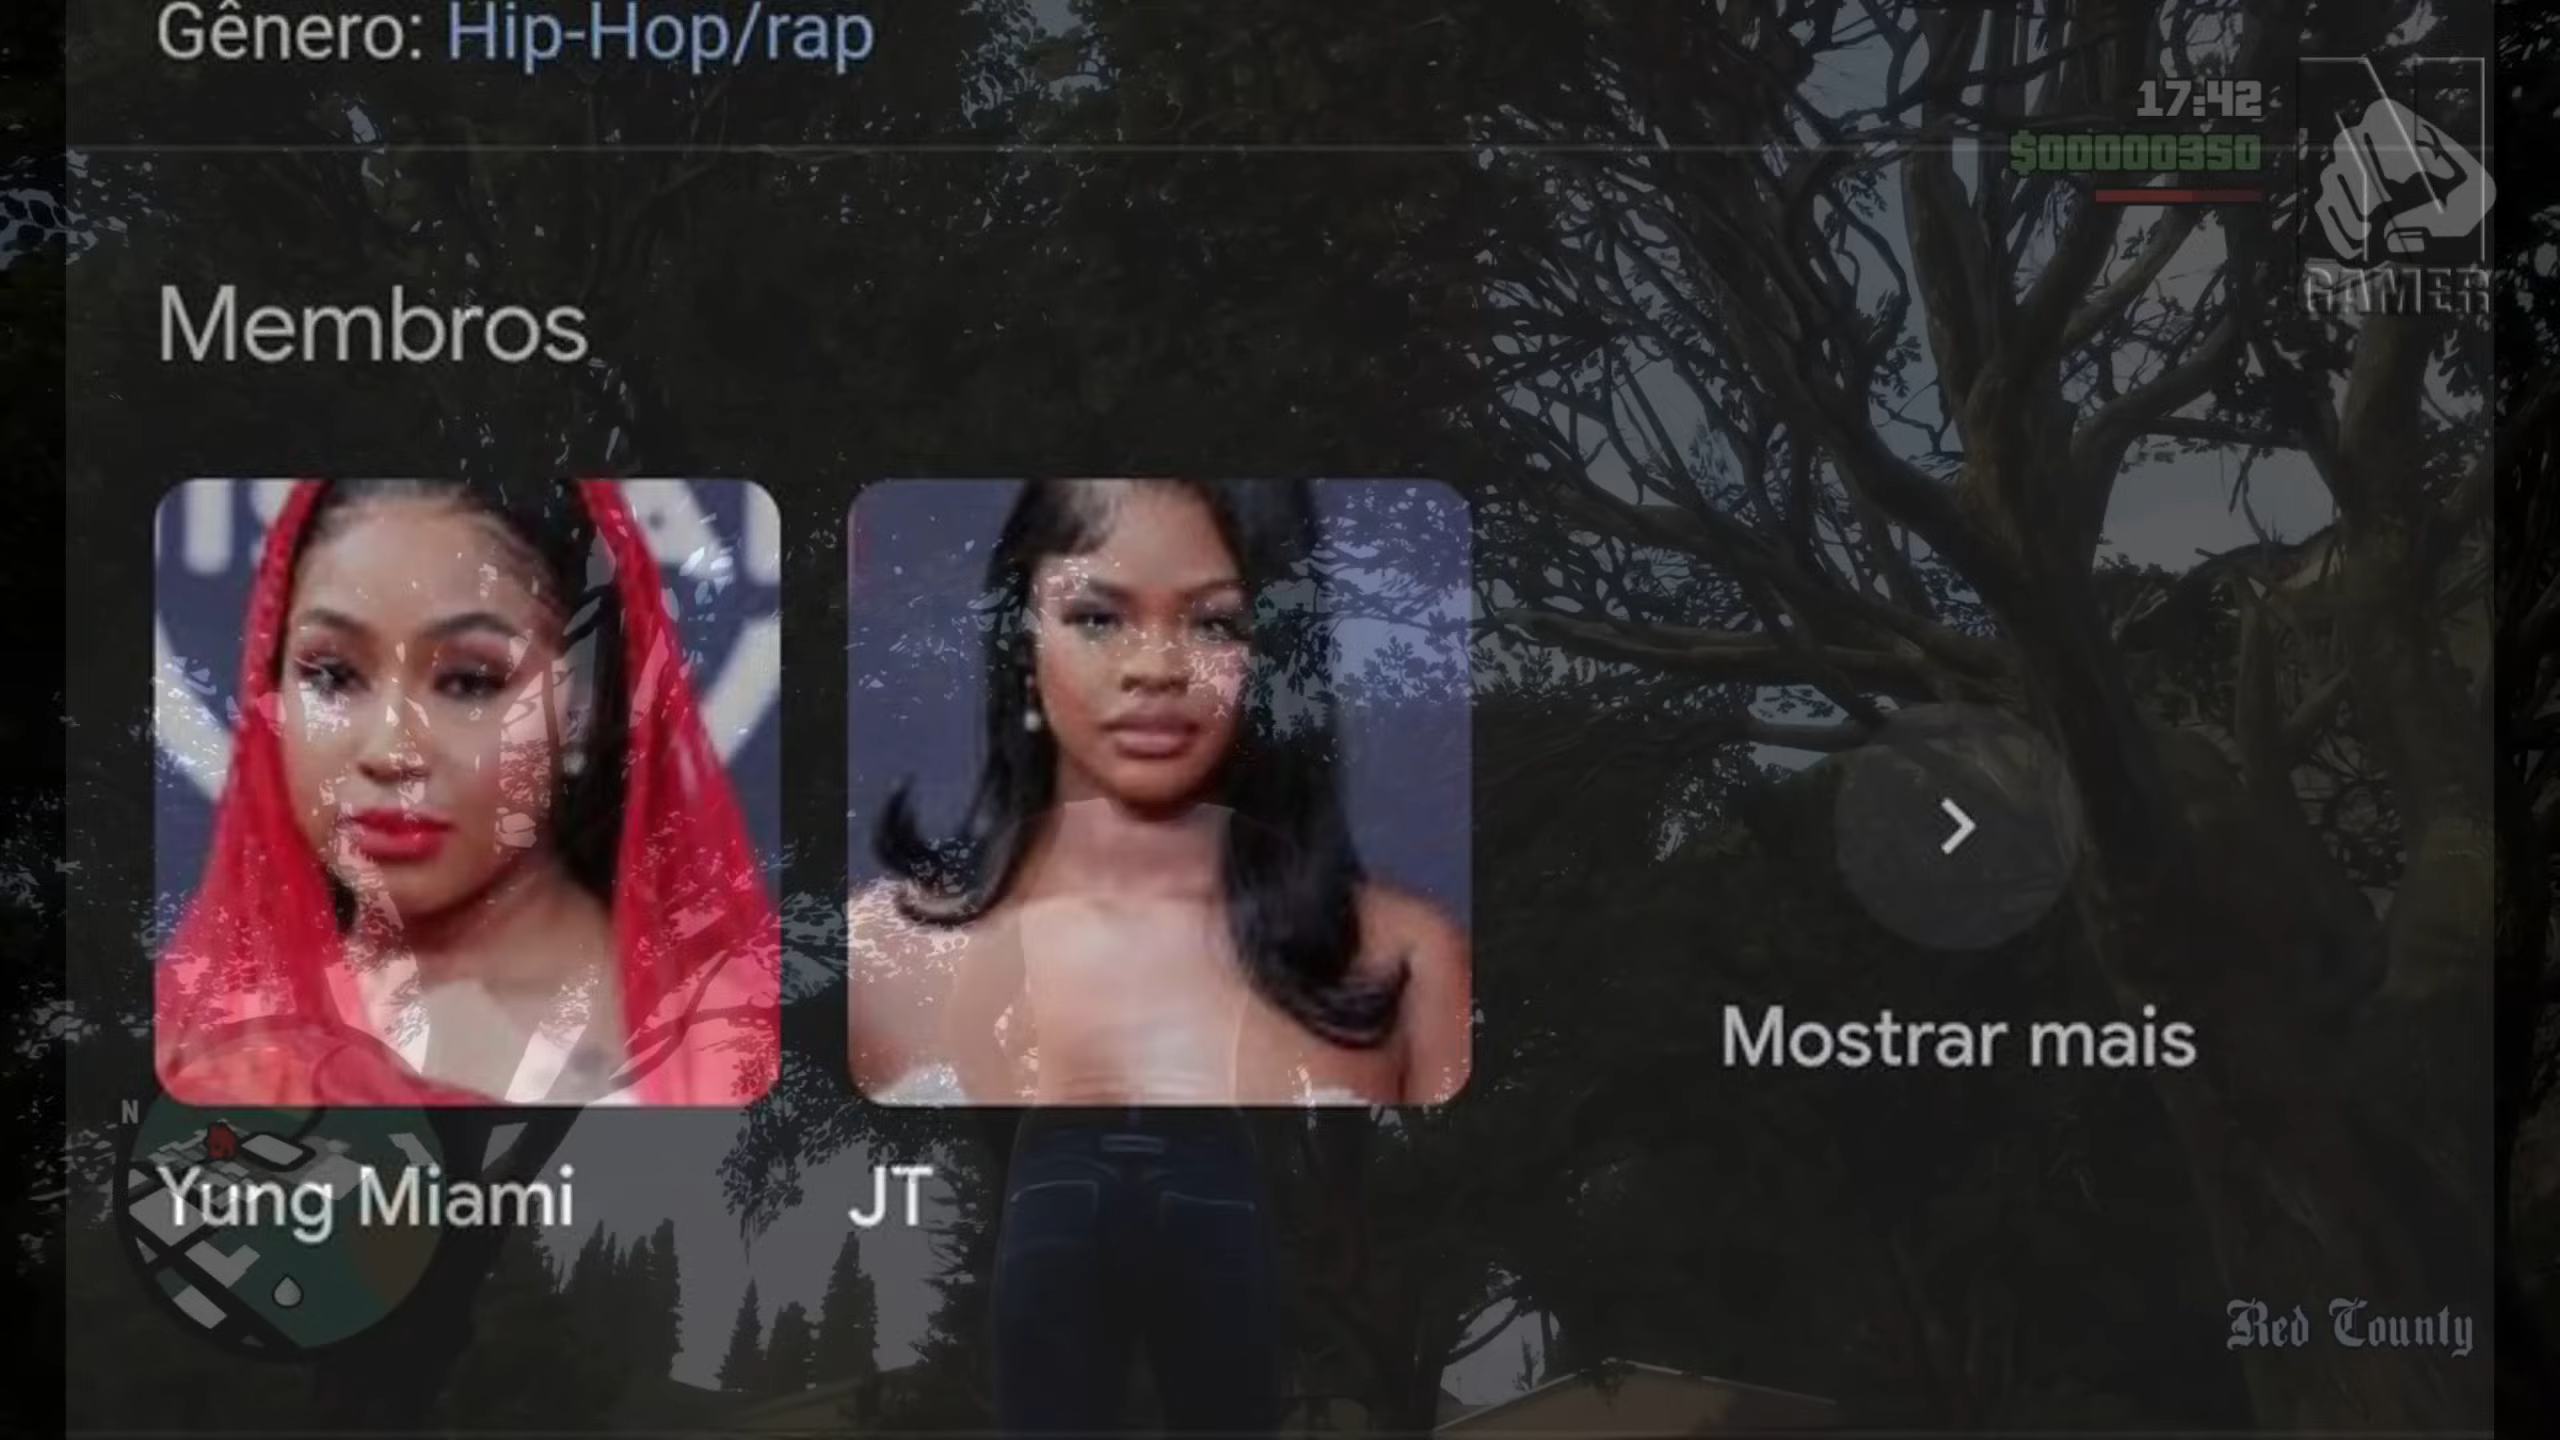 Gênero: Hip-Hop/rap
17:42
$00000350
GAMER
Membros
Mostrar mais
N
Yung Miami
JT
Red County